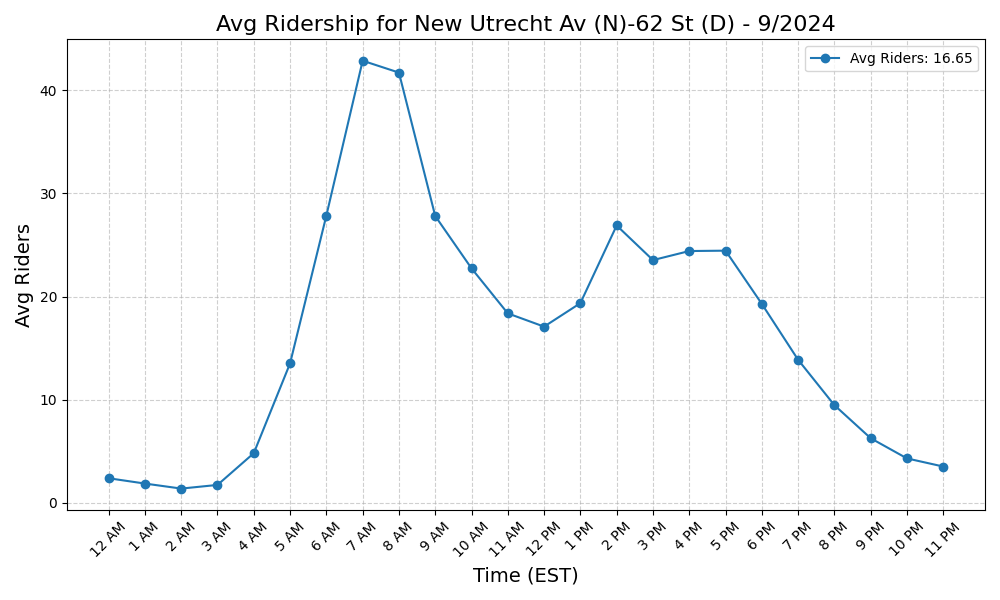 Avg Ridership for New Utrecht Av (N)-62 St (D) - 9/2024
Avg Riders: 16.65
Avg Riders
40
30
20
10
0
12 AM
1 AM
2 AM
3 AM
4 AM
5 AM
6 AM
7 AM
8 AM
9 AM
10 AM
11 AM
12 PM
1 PM
2 PM
3 PM
4 PM
5 PM
6 PM
7 PM
8 PM
9 PM
10 PM
11 PM
Time (EST)